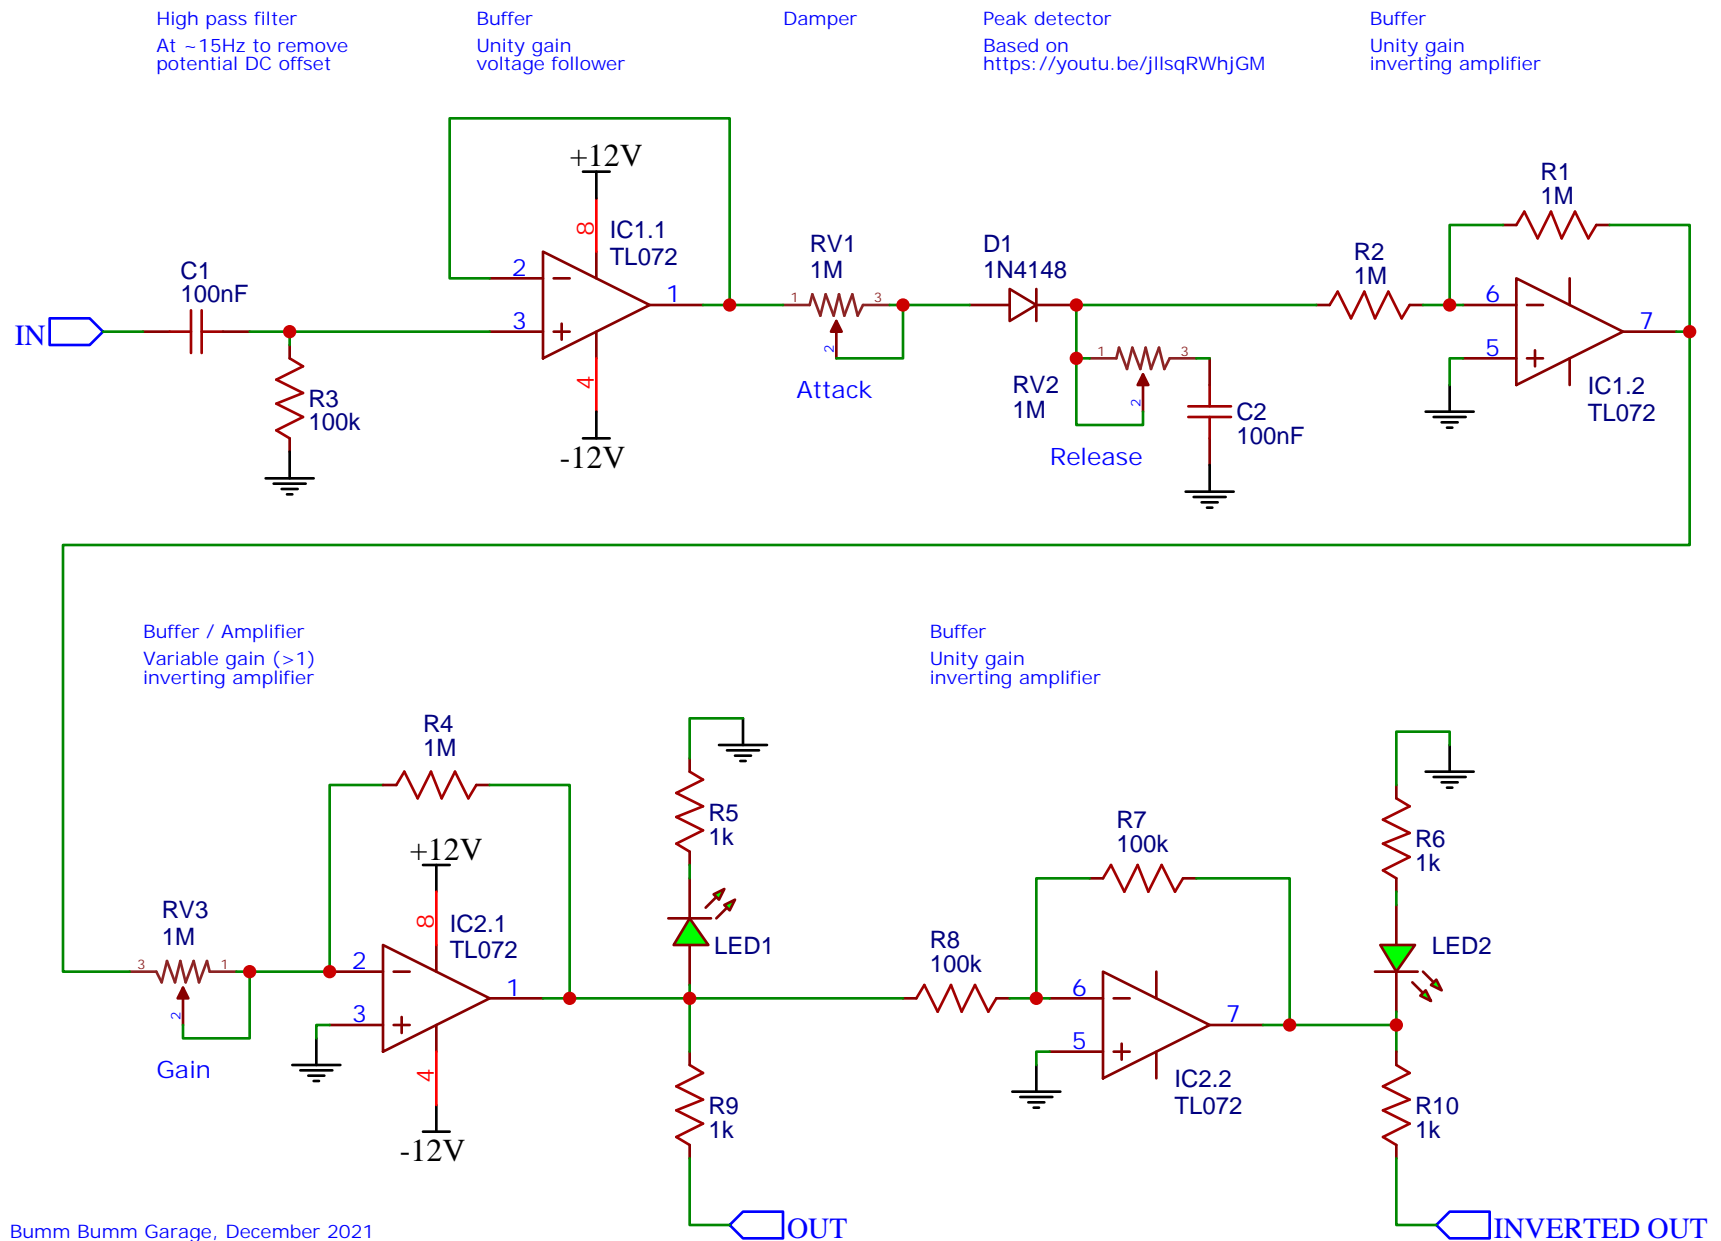 High pass filter
At ~15Hz to remove
potential DC offset
Buffer
Unity gain
voltage follower
Damper
Peak detector
Based on
https://youtu.be/jllsqRWhjGM
Buffer
Unity gain
inverting amplifier
+12V
8
IC1.1
TL072
2
3
1
4
-12V
IN
C1
100nF
R3
100k
RV1
1M
1
3
2
Attack
D1
1N4148
RV2
1M
1
3
2
Release
C2
100nF
R2
1M
R1
1M
6
5
7
IC1.2
TL072
Buffer / Amplifier
Variable gain (>1)
inverting amplifier
Buffer
Unity gain
inverting amplifier
RV3
1M
3
1
2
Gain
R4
1M
+12V
8
IC2.1
TL072
2
3
1
4
-12V
R5
1k
LED1
R9
1k
OUT
R8
100k
R7
100k
6
5
7
IC2.2
TL072
R6
1k
LED2
R10
1k
INVERTED OUT
Bumm Bumm Garage, December 2021